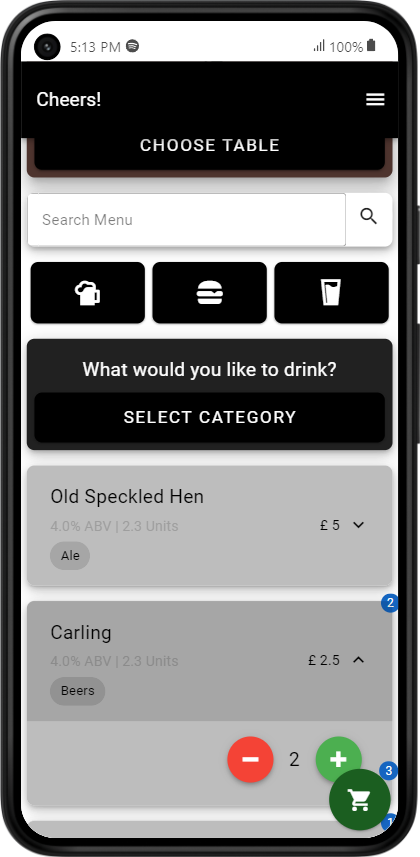 5:13 PM 100%
Cheers!
CHOOSE TABLE
Search Menu
What would you like to drink?
SELECT CATEGORY
Old Speckled Hen
4.0% ABV | 2.3 Units £ 5
Ale
2
Carling
4.0% ABV | 2.3 Units £ 2.5
Beers
2
3
1